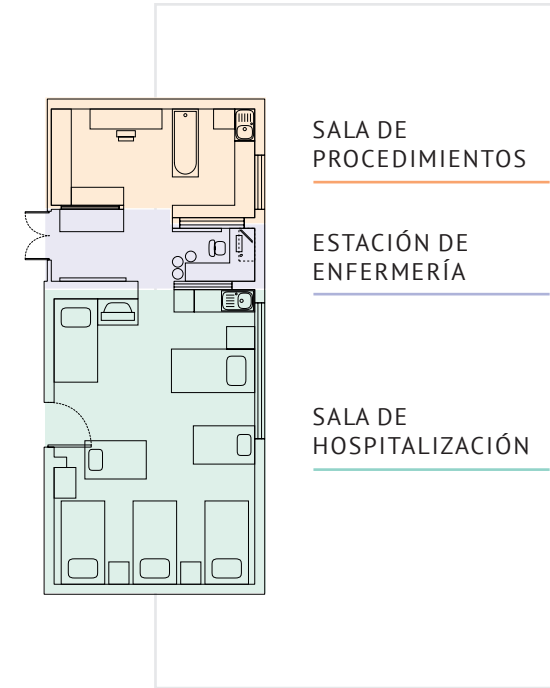 SALA DE
PROCEDIMIENTOS
ESTACIÓN DE
ENFERMERÍA
SALA DE
HOSPITALIZACIÓN